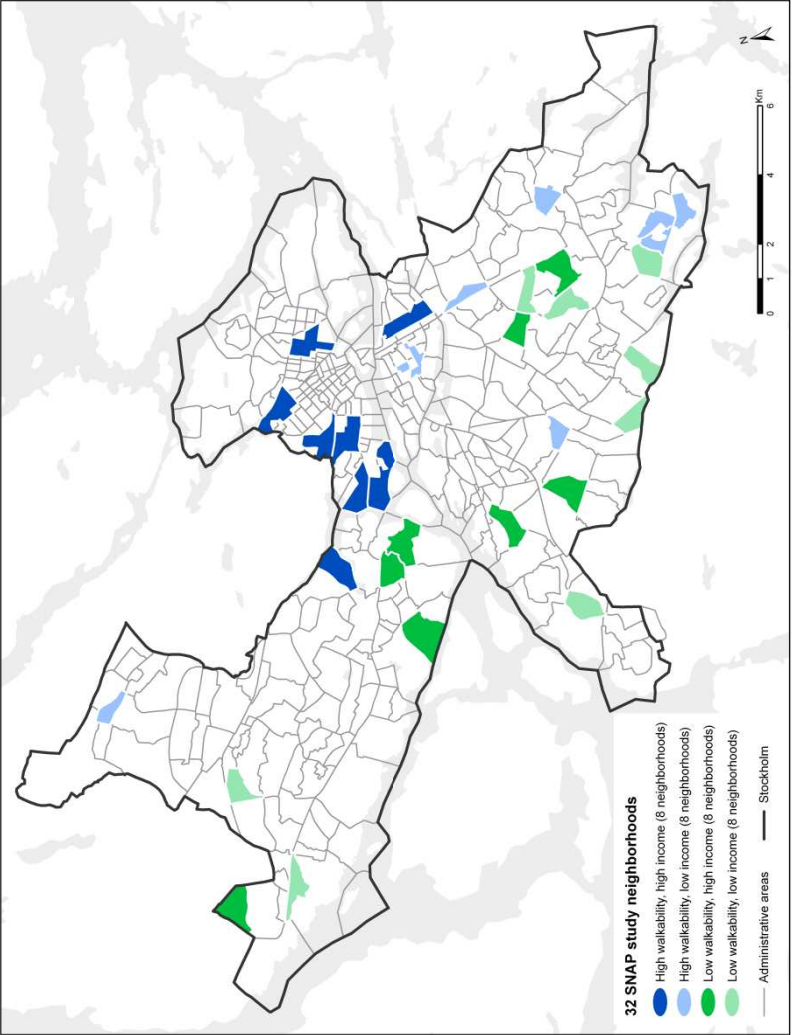 32 SNAP study neighborhoods
High walkability, high income (8 neighborhoods)
High walkability, low income (8 neighborhoods)
Low walkability, high income (8 neighborhoods)
Low walkability, low income (8 neighborhoods)
Administrative areas
Stockholm
0 1 2 4 6
Km
N